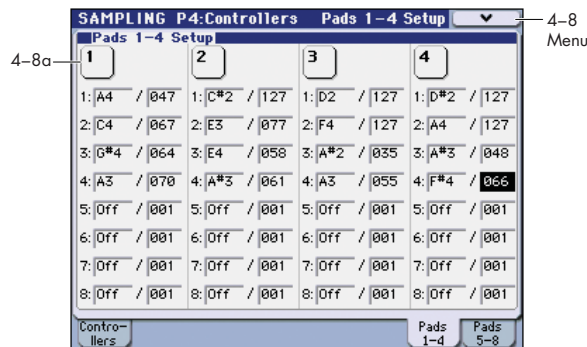 SAMPLING P4:Controllers Pads 1–4 Setup
4–8
Menu
Pads 1–4 Setup
4–8a
1 2 3 4
1: A4 / 047 1: C#2 / 127 1: D2 / 127 1: D#2 / 127
2: C4 / 067 2: E3 / 077 2: F4 / 127 2: A4 / 127
3: G#4 / 064 3: E4 / 058 3: A#2 / 035 3: A#3 / 048
4: A3 / 070 4: A#3 / 061 4: A3 / 055 4: F#4 / 066
5: Off / 001 5: Off / 001 5: Off / 001 5: Off / 001
6: Off / 001 6: Off / 001 6: Off / 001 6: Off / 001
7: Off / 001 7: Off / 001 7: Off / 001 7: Off / 001
8: Off / 001 8: Off / 001 8: Off / 001 8: Off / 001
Contro-
llers
Pads
1–4
Pads
5–8